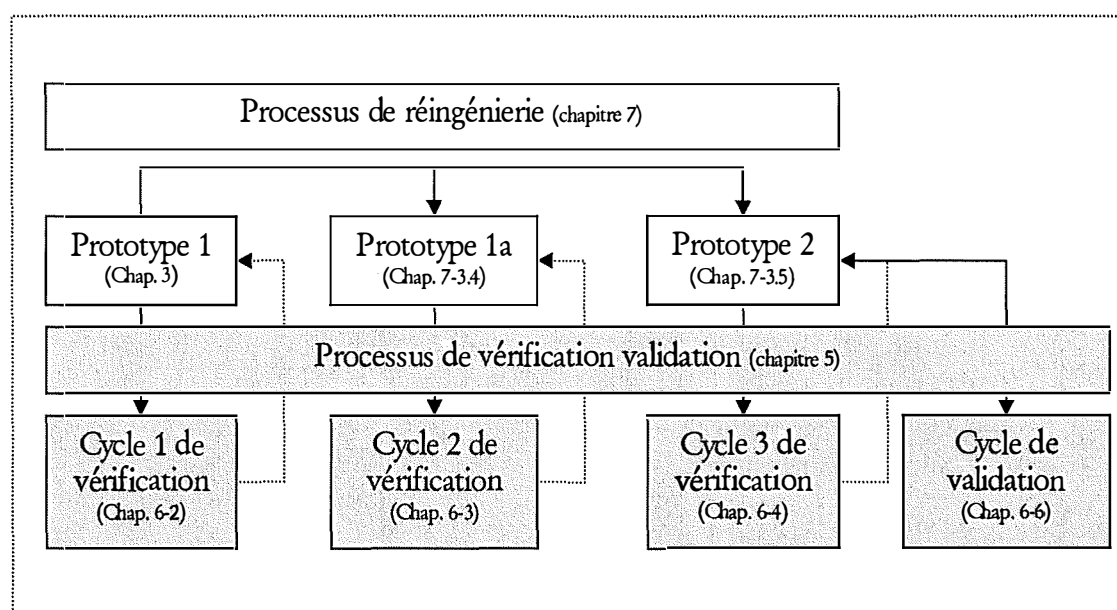 Processus de réingénierie (chapitre 7)
Prototype 1
(Chap. 3)
Prototype 1a
(Chap. 7-3.4)
Prototype 2
(Chap. 7-3.5)
Processus de vérification validation (chapitre 5)
Cycle 1 de
vérification
(Chap. 6-2)
Cycle 2 de
vérification
(Chap. 6-3)
Cycle 3 de
vérification
(Chap. 6-4)
Cycle de
validation
(Chap. 6-6)